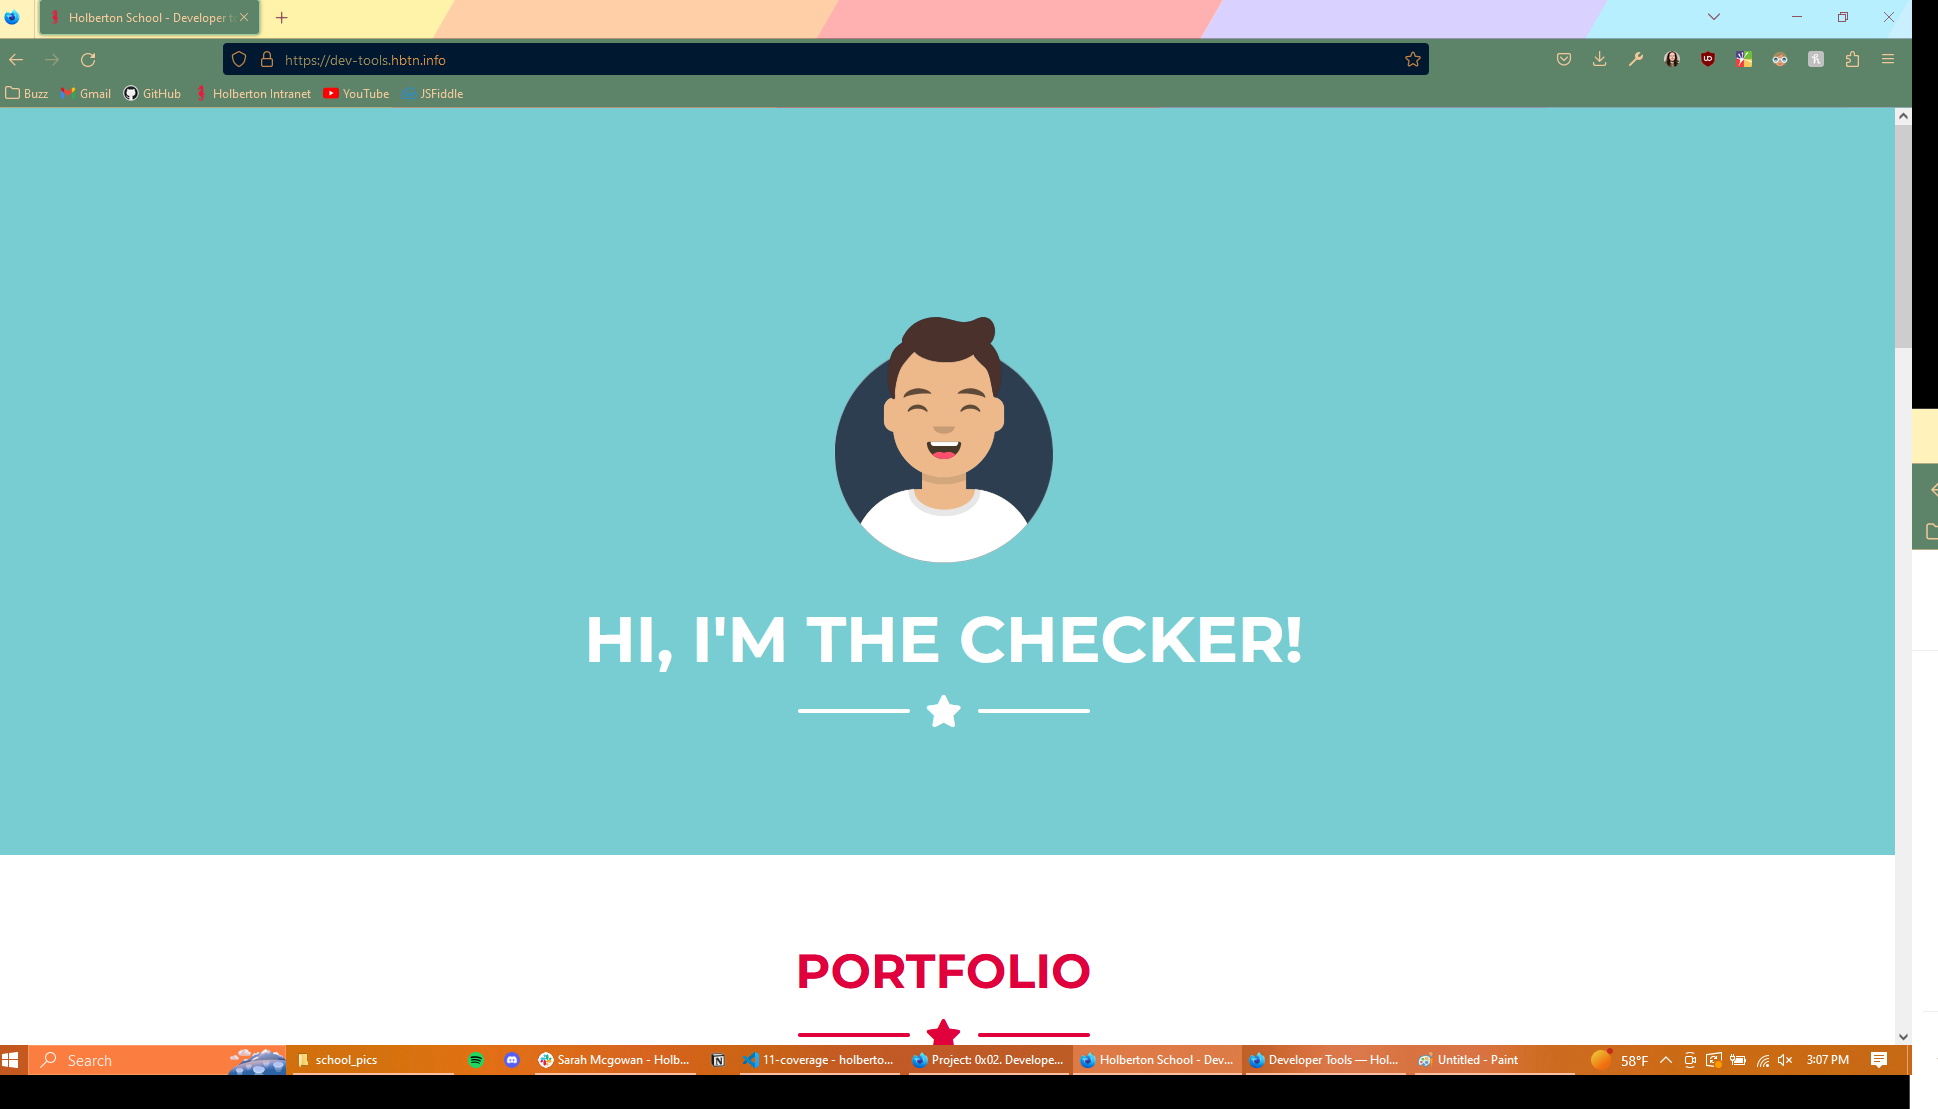 Holberton School - Developer to
https://dev-tools.hbtn.info
Buzz Gmail GitHub Holberton Intranet YouTube JSFiddle
HI, I'M THE CHECKER!
PORTFOLIO
Search school_pics Sarah Mcgowan - Holb... 11-coverage - holberto... Project: 0x02. Develope... Holberton School - Dev... Developer Tools — Hol... Untitled - Paint 58°F 3:07 PM